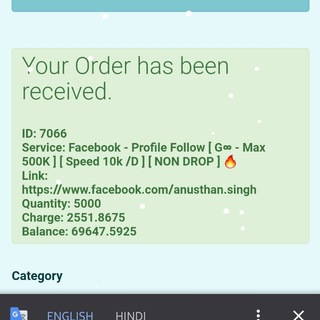 Your Order has been
received.
ID: 7066
Service: Facebook - Profile Follow [ G∞ - Max
500K ] [ Speed 10k /D ] [ NON DROP ] 🔥
Link:
https://www.facebook.com/anusthan.singh
Quantity: 5000
Charge: 2551.8675
Balance: 69647.5925
Category
G ENGLISH HINDI